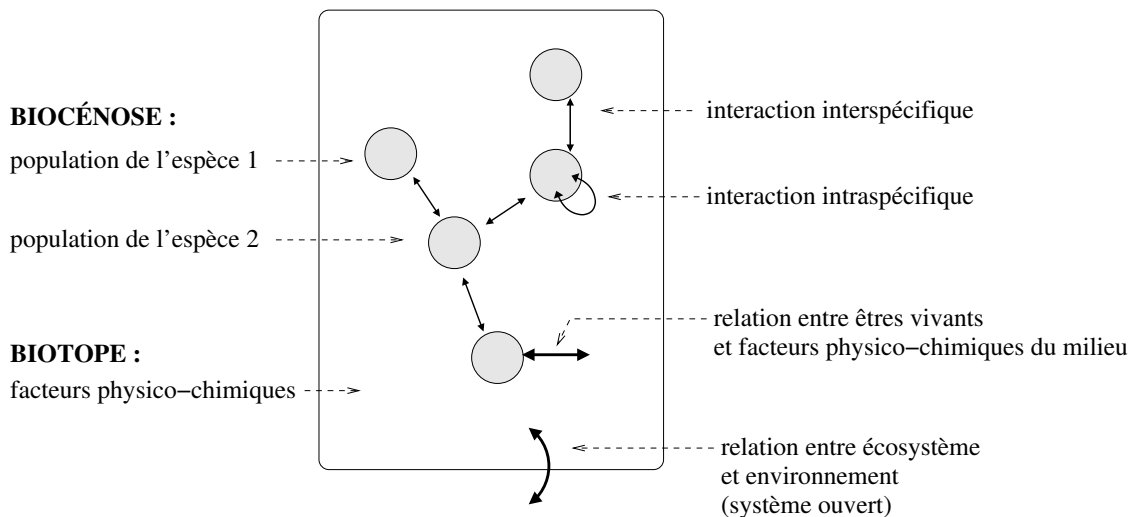 BIOCÉNOSE :
population de l'espèce 1
population de l'espèce 2
BIOTOPE :
facteurs physico−chimiques
interaction interspécifique
interaction intraspécifique
relation entre êtres vivants
et facteurs physico−chimiques du milieu
relation entre écosystème
et environnement
(système ouvert)